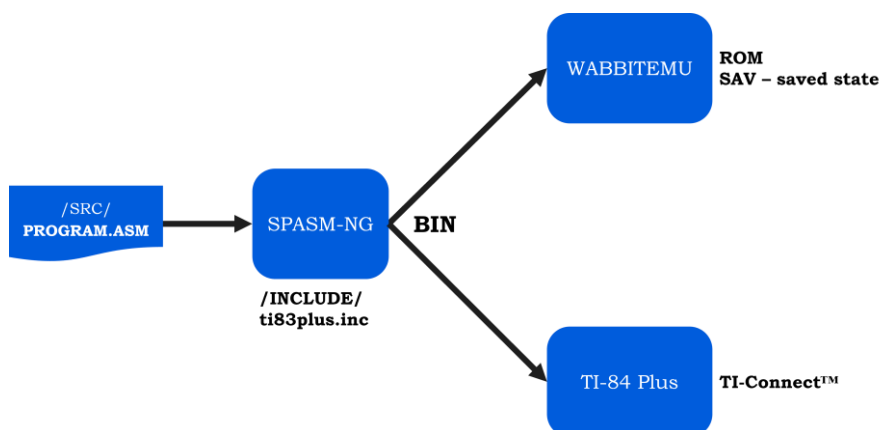 /SRC/
PROGRAM.ASM
SPASM-NG
/INCLUDE/
ti83plus.inc
BIN
WABBITEMU
ROM
SAV – saved state
TI-84 Plus
TI-Connect™